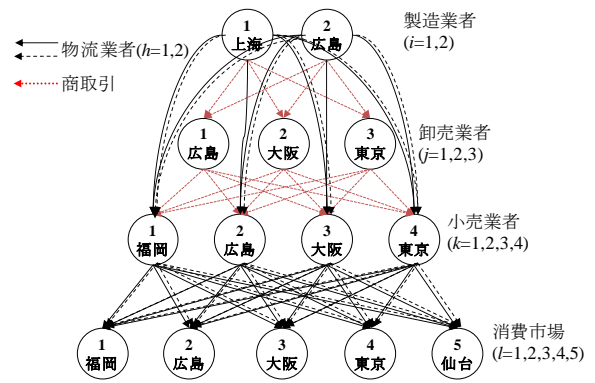 物流業者(h=1,2)
商取引
1
上海
2
広島
製造業者
(i=1,2)
1
広島
2
大阪
3
東京
卸売業者
(j=1,2,3)
1
福岡
2
広島
3
大阪
4
東京
小売業者
(k=1,2,3,4)
1
福岡
2
広島
3
大阪
4
東京
5
仙台
消費市場
(l=1,2,3,4,5)